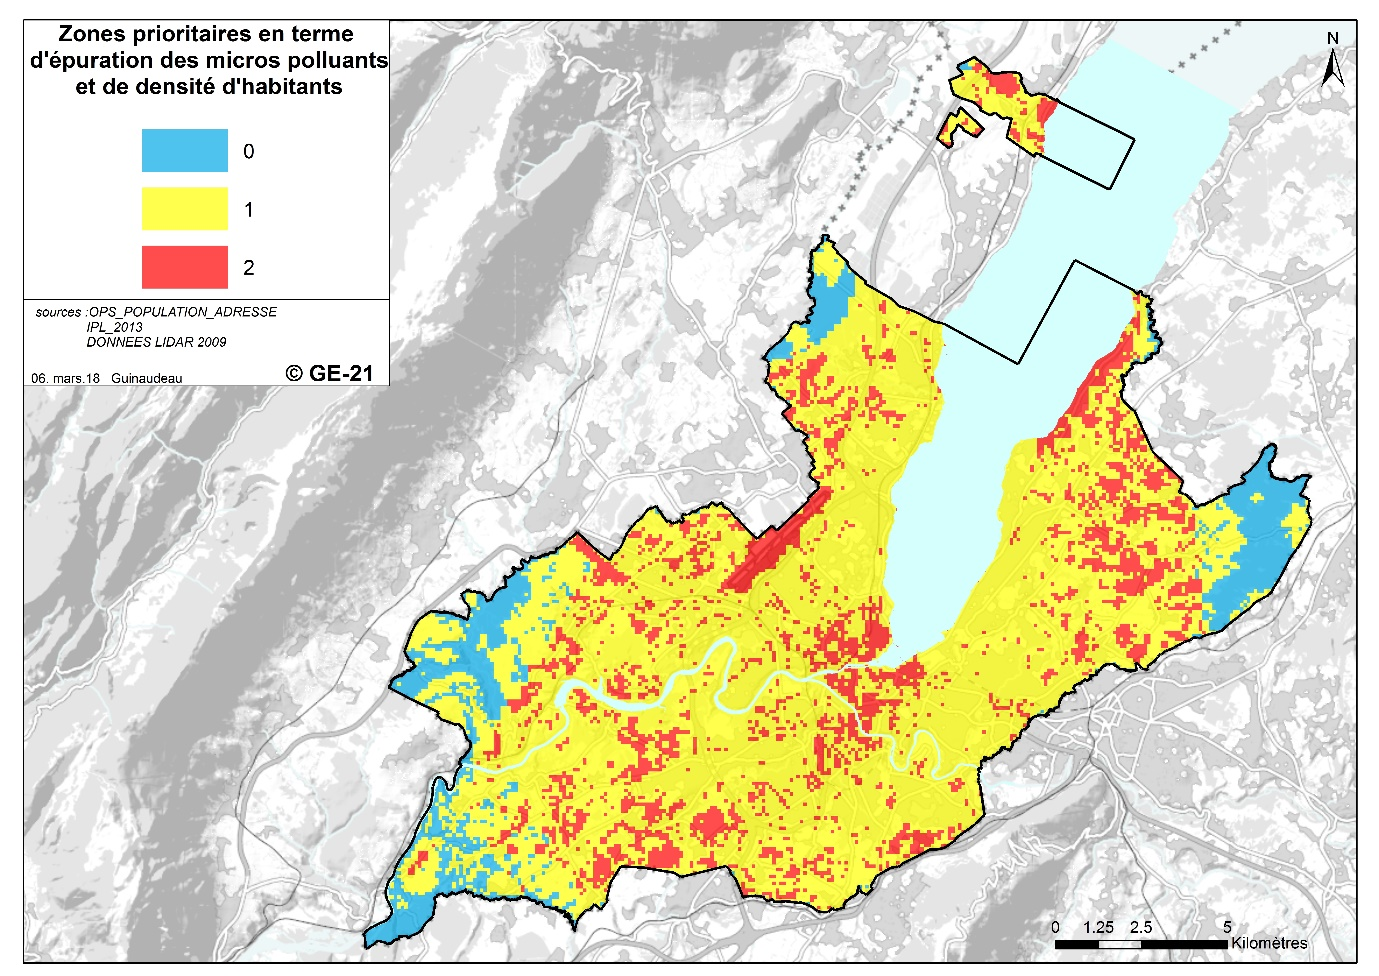 Zones prioritaires en terme
d'épuration des micros polluants
et de densité d'habitants
0
1
2
sources :OPS_POPULATION_ADRESSE
IPL_2013
DONNEES LIDAR 2009
06. mars.18 Guinaudeau © GE-21
N
0 1.25 2.5 5
Kilomètres